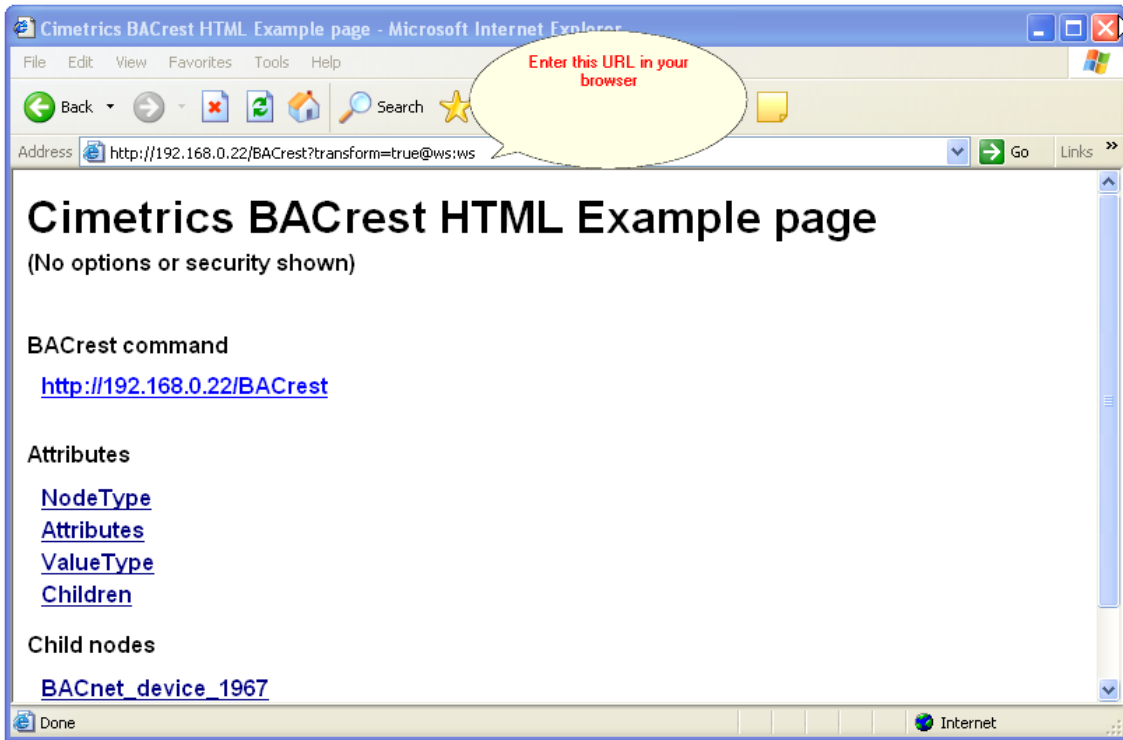 Cimetrics BACrest HTML Example page - Microsoft Internet Explorer
File Edit View Favorites Tools Help
Enter this URL in your
browser
Back Search
Address http://192.168.0.22/BACrest?transform=true@ws:ws Go Links »
Cimetrics BACrest HTML Example page
(No options or security shown)
BACrest command
http://192.168.0.22/BACrest
Attributes
NodeType
Attributes
ValueType
Children
Child nodes
BACnet_device_1967
Done Internet